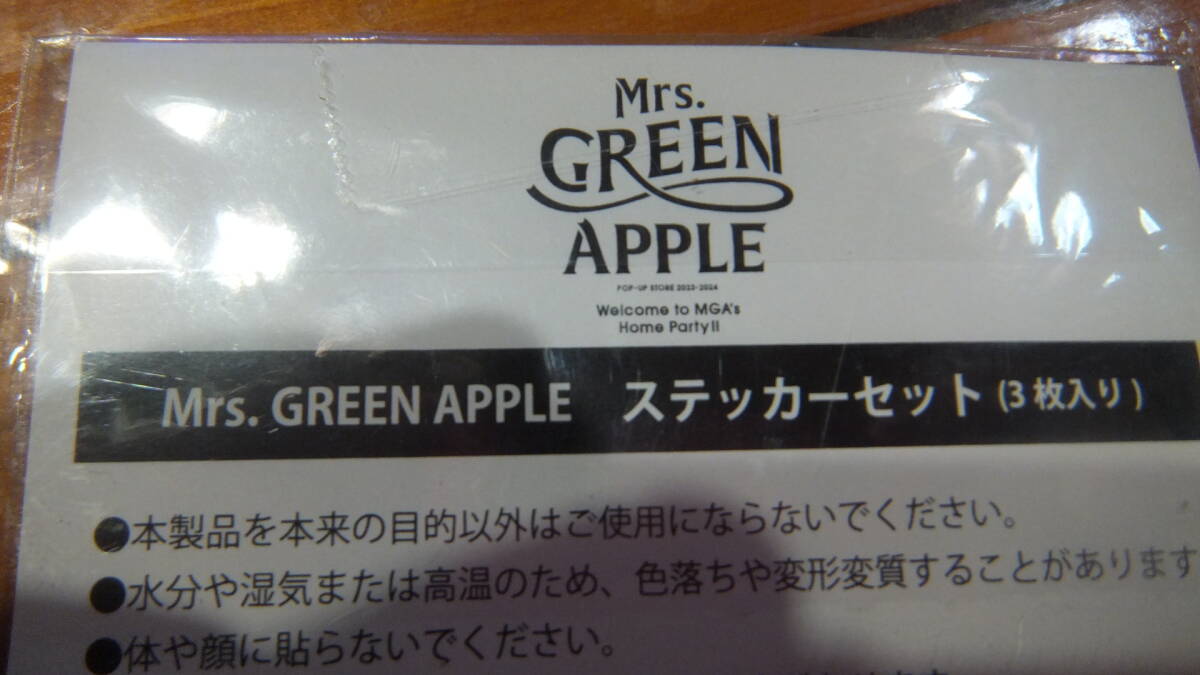 Mrs.
GREEN
APPLE
POP-UP STORE 2023-2024
Welcome to MGA's
Home Party!!
Mrs. GREEN APPLE ステッカーセット (3枚入り)
●本製品を本来の目的以外はご使用にならないでください。
●水分や湿気または高温のため、色落ちや変形変質することがあります
●体や顔に貼らないでください。